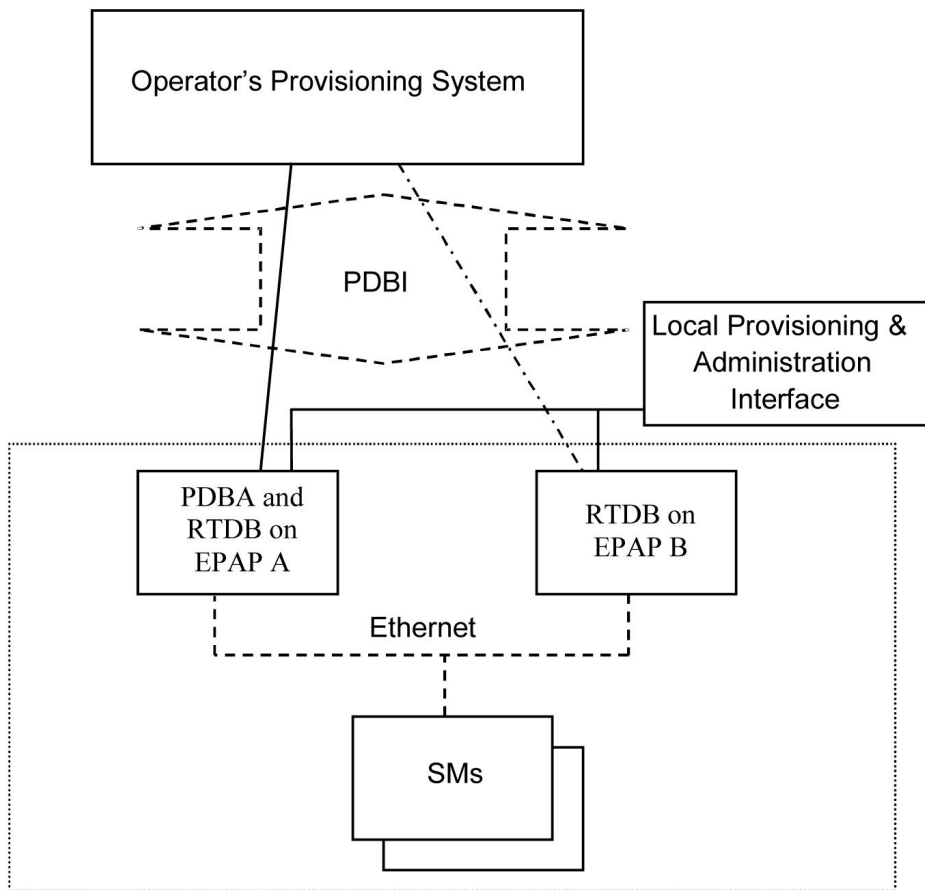 Operator’s Provisioning System
PDBI
Local Provisioning &
Administration
Interface
PDBA and
RTDB on
EPAP A
RTDB on
EPAP B
Ethernet
SMs